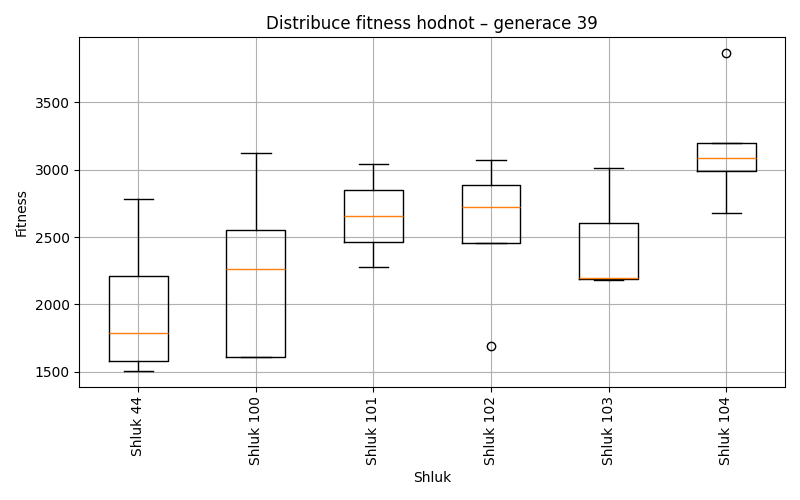 Distribuce fitness hodnot – generace 39
Fitness
3500
3000
2500
2000
1500
Shluk 44
Shluk 100
Shluk 101
Shluk 102
Shluk 103
Shluk 104
Shluk